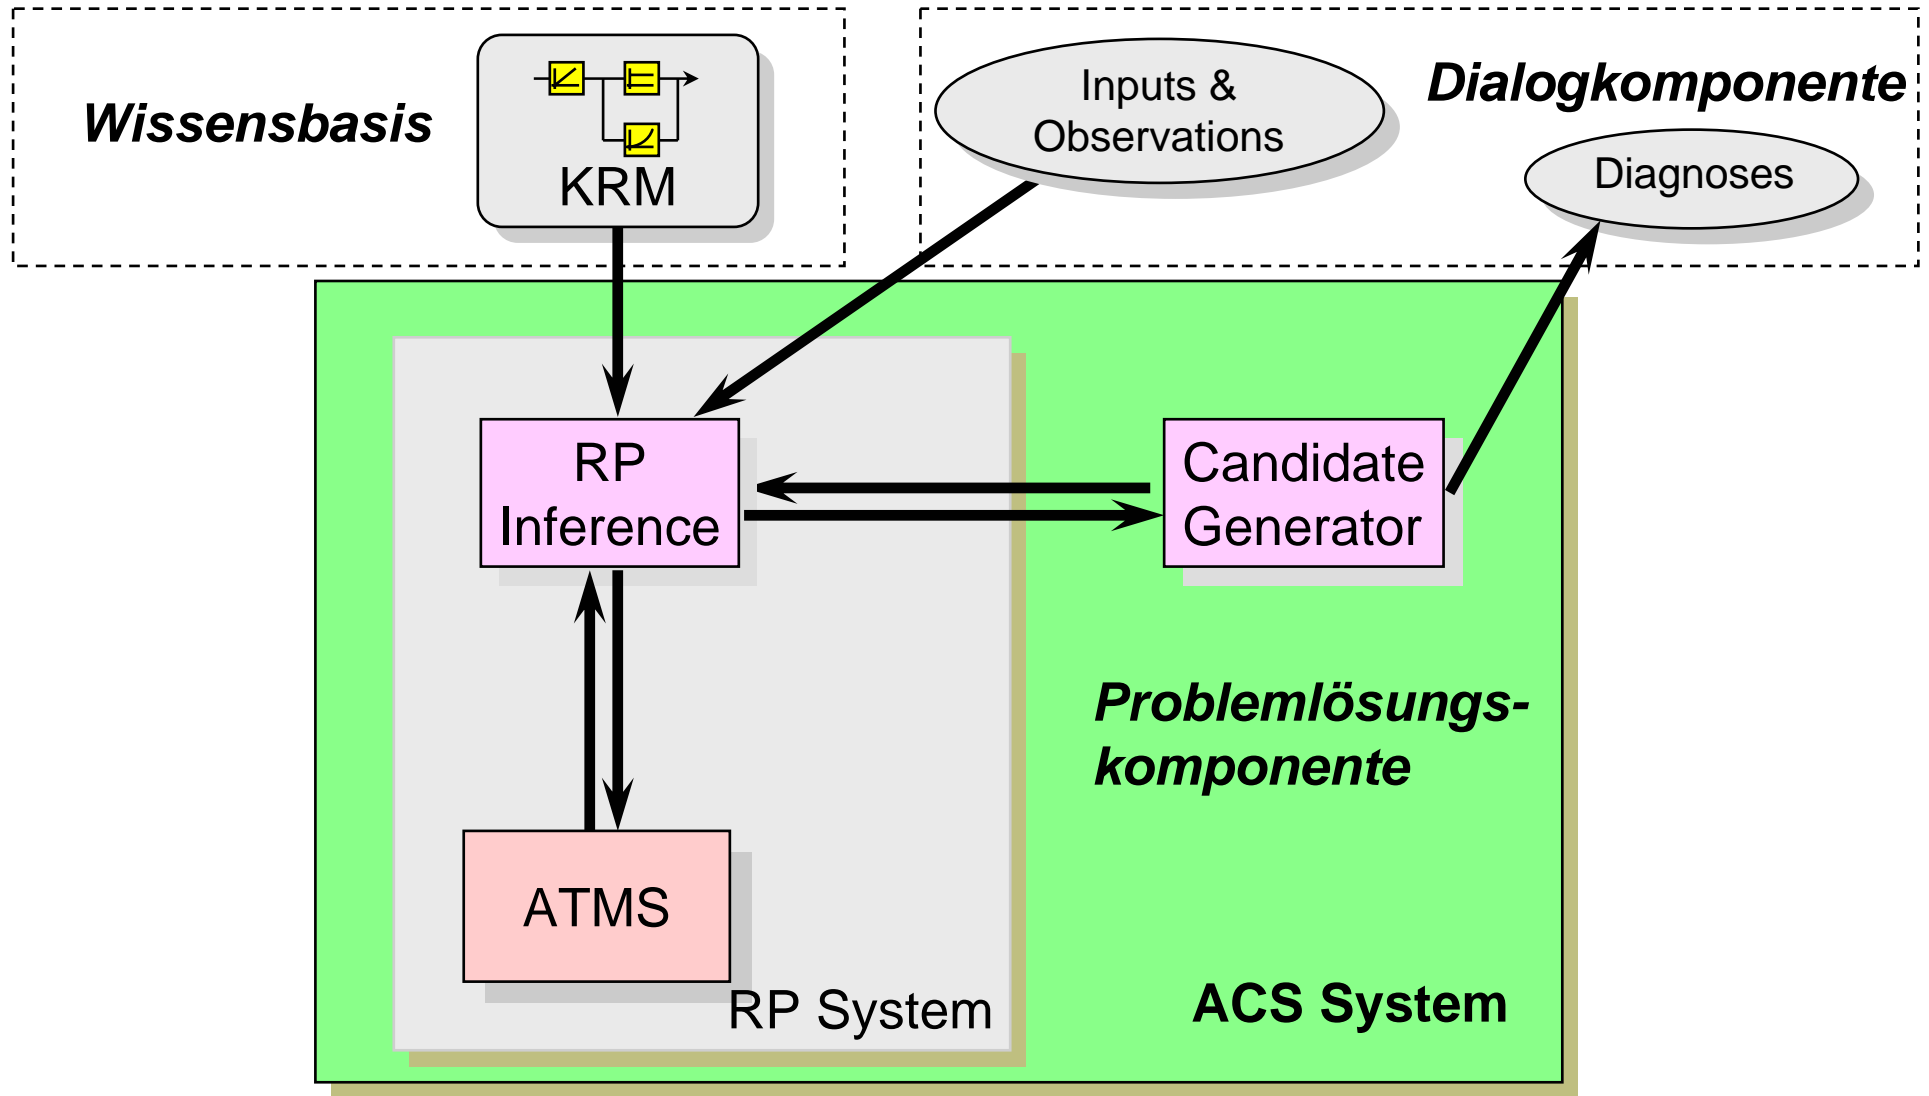 Wissensbasis
KRM
Inputs &
Observations
Dialogkomponente
Diagnoses
RP
Inference
Candidate
Generator
Problemlösungs-
komponente
ATMS
RP System
ACS System